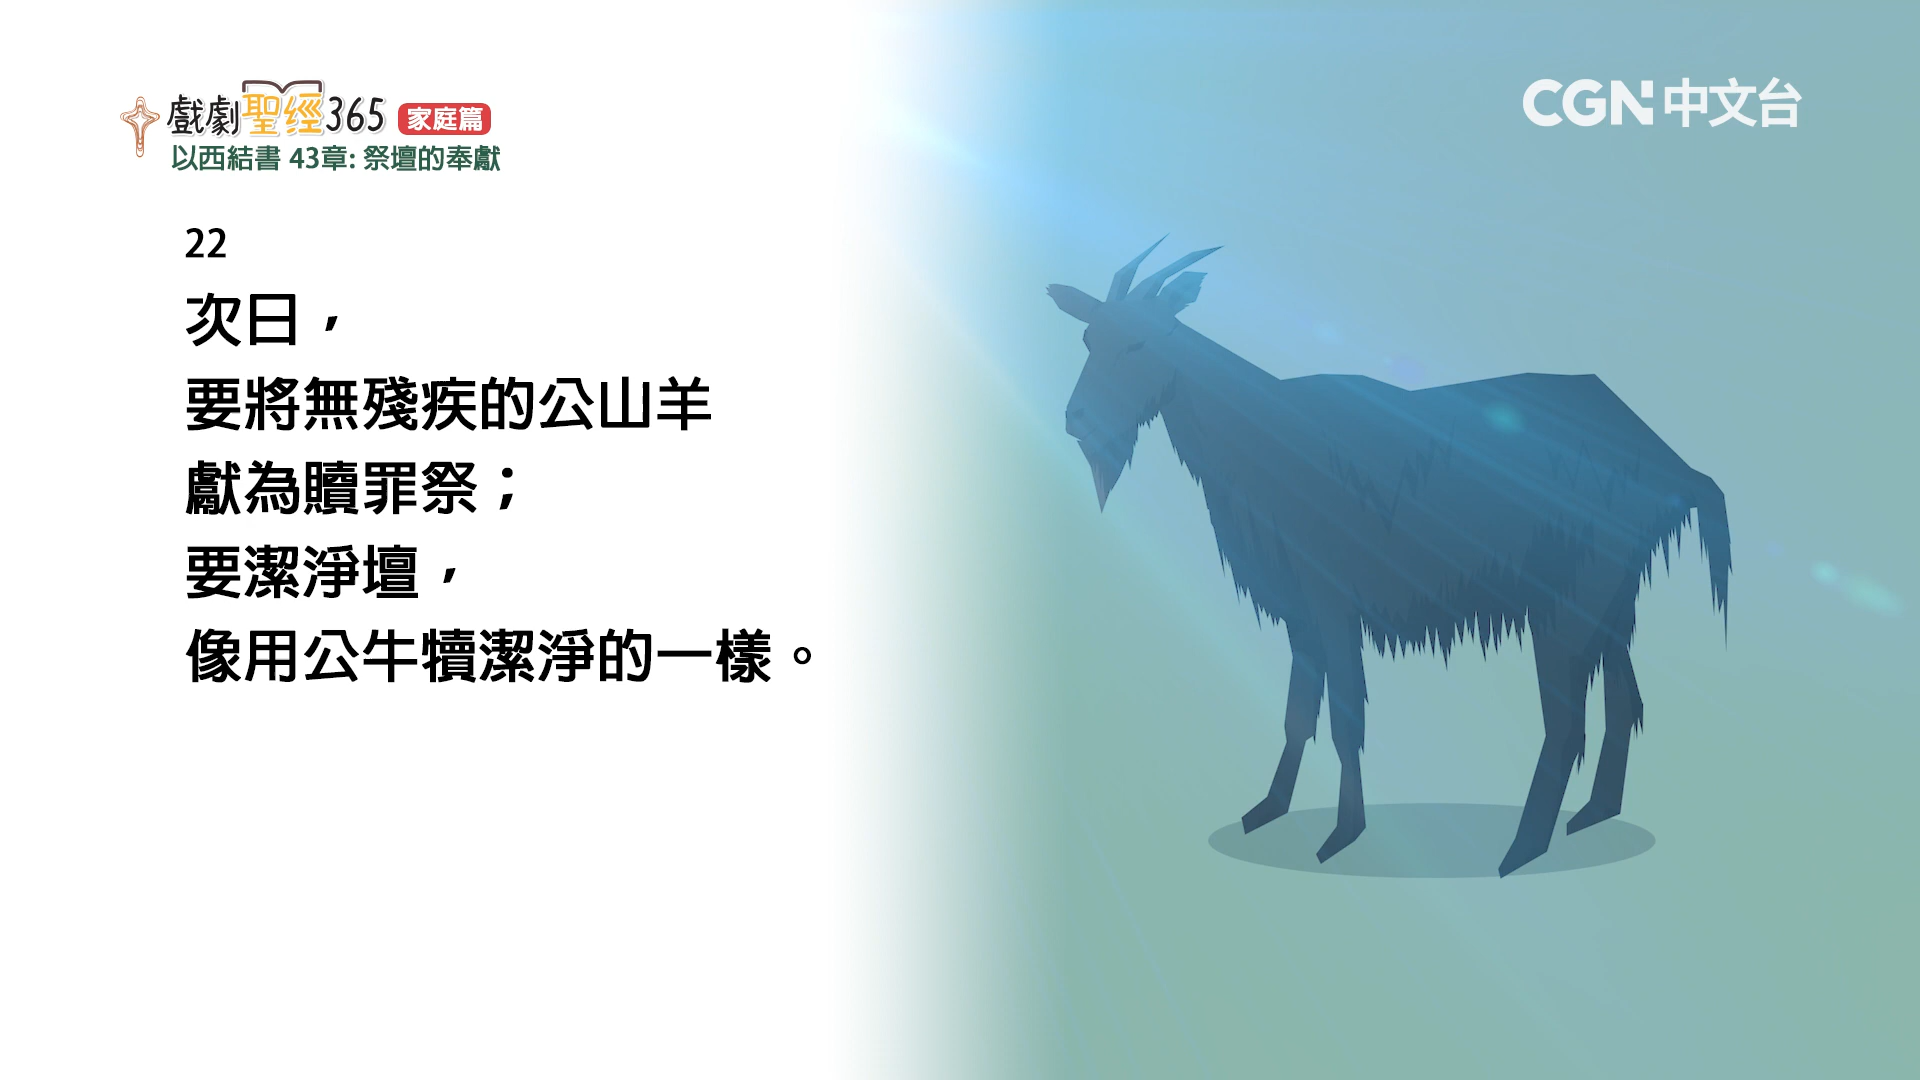 戲劇聖經365 家庭篇
CGN中文台
以西結書 43章: 祭壇的奉獻
22
次日，
要將無殘疾的公山羊
獻為贖罪祭；
要潔淨壇，
像用公牛犢潔淨的一樣。